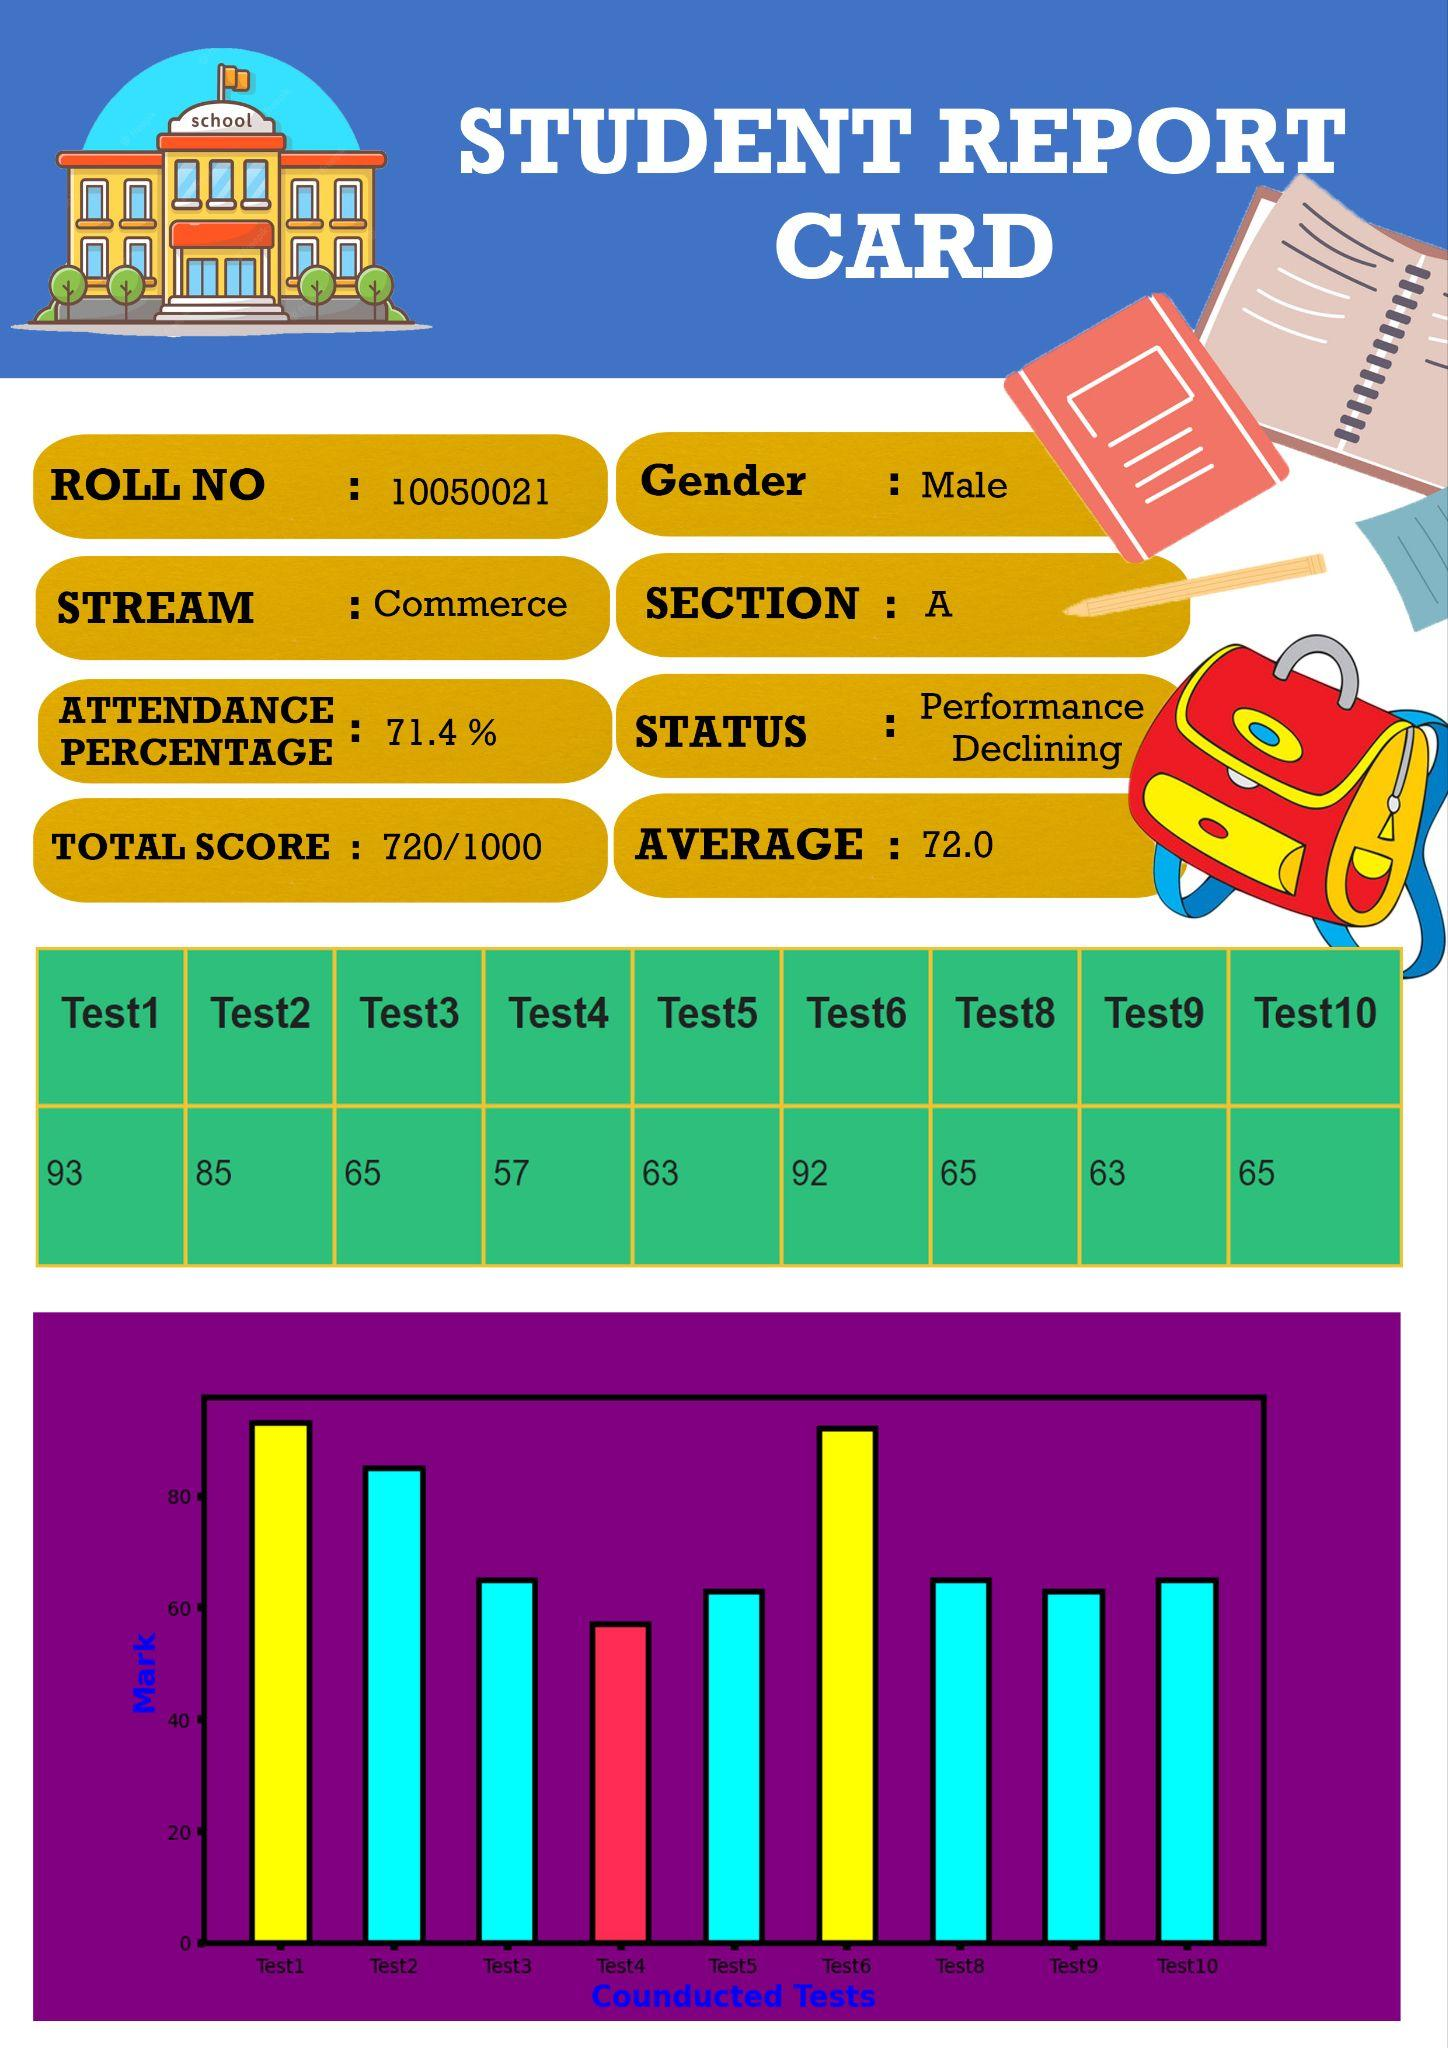 school
STUDENT REPORT
CARD
ROLL NO : 10050021
Gender : Male
STREAM : Commerce
SECTION : A
ATTENDANCE
PERCENTAGE : 71.4 %
STATUS : Performance
Declining
TOTAL SCORE : 720/1000
AVERAGE : 72.0
Test1 Test2 Test3 Test4 Test5 Test6 Test8 Test9 Test10
93 85 65 57 63 92 65 63 65
80
60
40
20
0
Mark
Test1 Test2 Test3 Test4 Test5 Test6 Test8 Test9 Test10
Counducted Tests